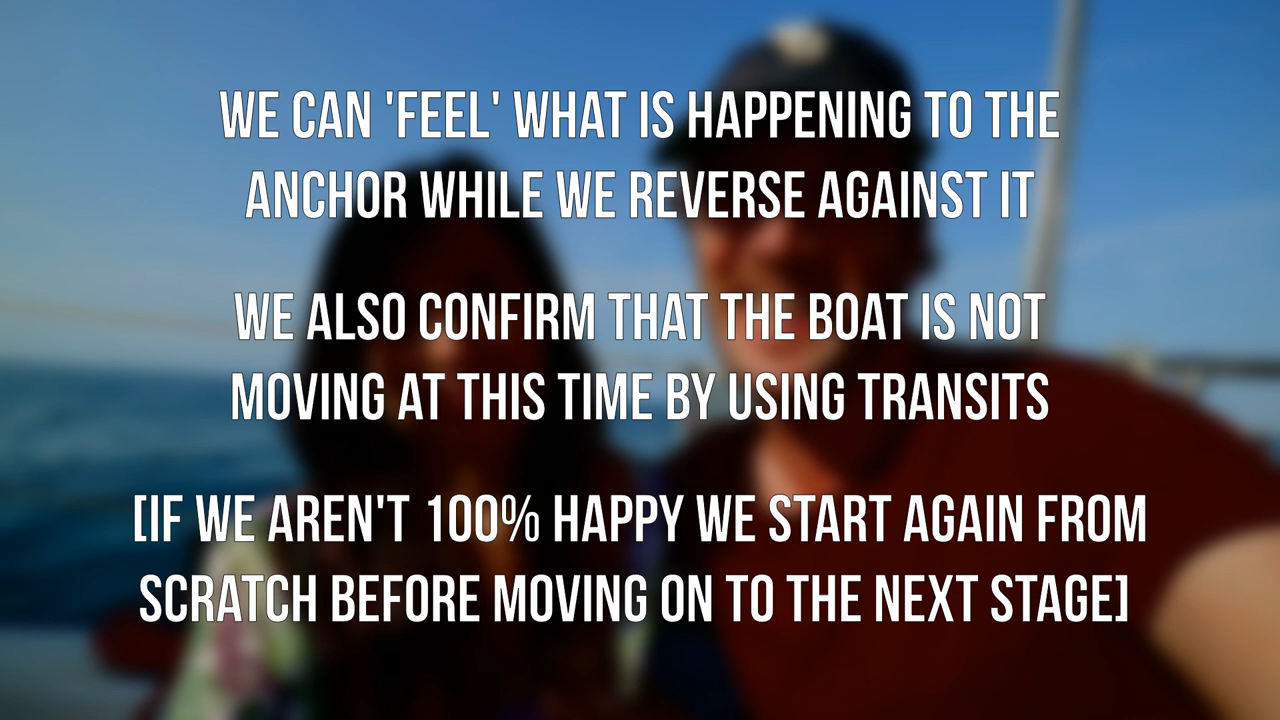 WE CAN 'FEEL' WHAT IS HAPPENING TO THE
ANCHOR WHILE WE REVERSE AGAINST IT
WE ALSO CONFIRM THAT THE BOAT IS NOT
MOVING AT THIS TIME BY USING TRANSITS
[IF WE AREN'T 100% HAPPY WE START AGAIN FROM
SCRATCH BEFORE MOVING ON TO THE NEXT STAGE]